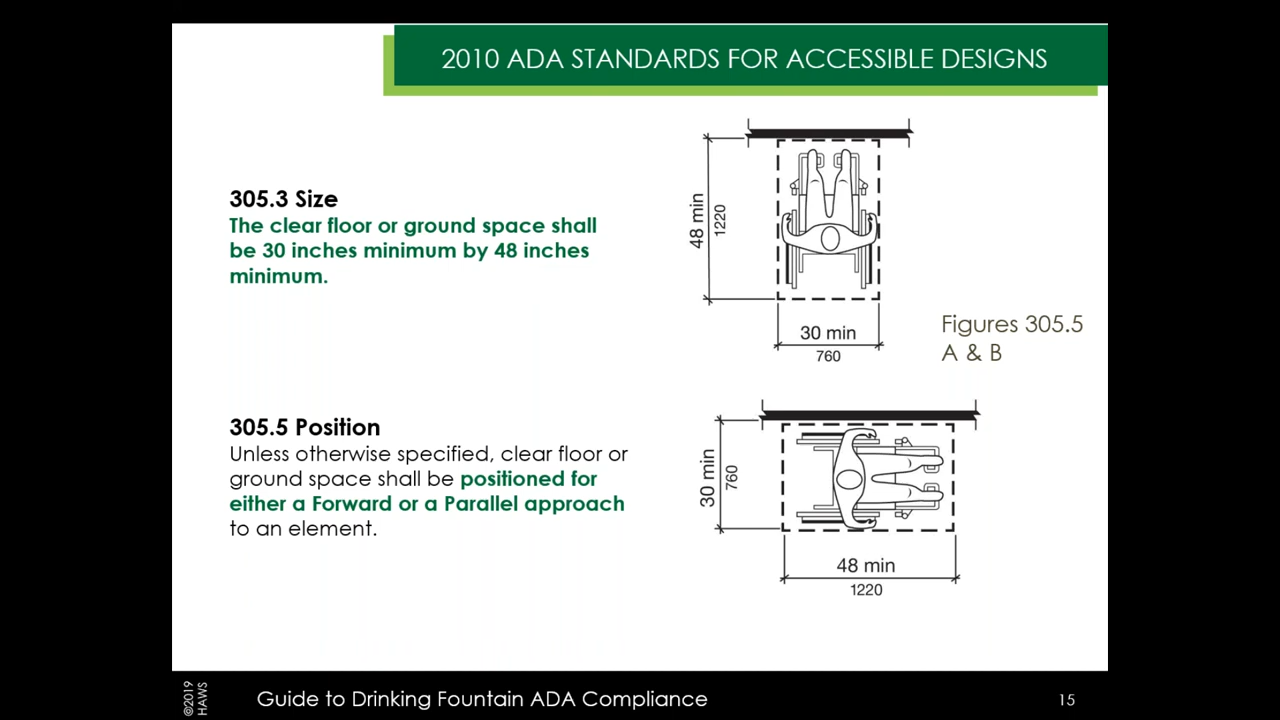 2010 ADA STANDARDS FOR ACCESSIBLE DESIGNS
305.3 Size
The clear floor or ground space shall
be 30 inches minimum by 48 inches
minimum.
48 min
1220
30 min
760
Figures 305.5
A & B
305.5 Position
Unless otherwise specified, clear floor or
ground space shall be positioned for
either a Forward or a Parallel approach
to an element.
30 min
760
48 min
1220
©2019
HAWS
Guide to Drinking Fountain ADA Compliance
15